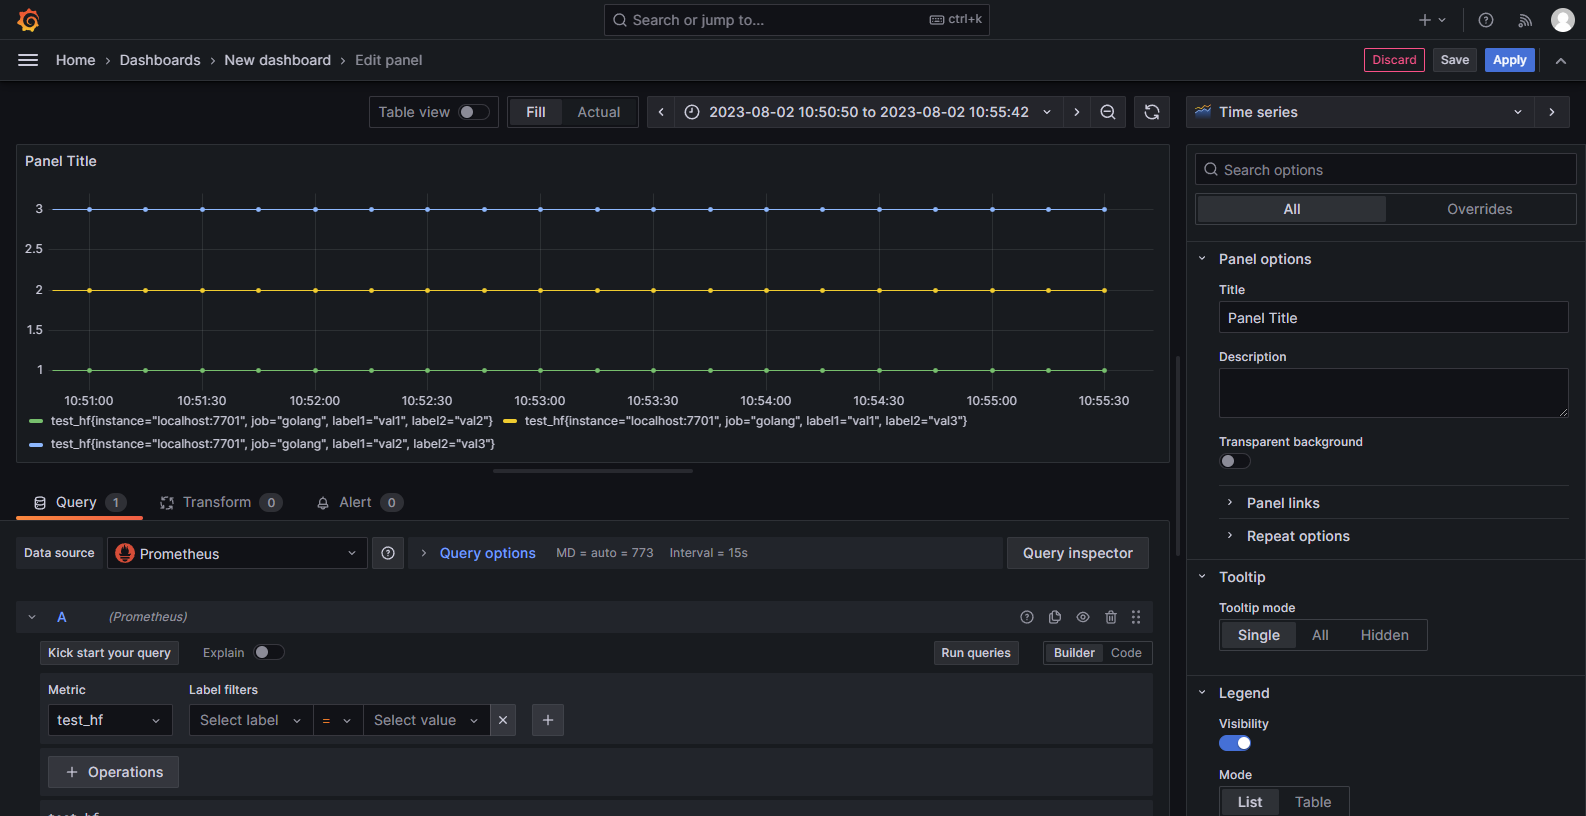 Search or jump to... ctrl+k
Home › Dashboards › New dashboard › Edit panel Discard Save Apply
Table view Fill Actual 2023-08-02 10:50:50 to 2023-08-02 10:55:42 Time series
Panel Title
3
2.5
2
1.5
1
10:51:00 10:51:30 10:52:00 10:52:30 10:53:00 10:53:30 10:54:00 10:54:30 10:55:00 10:55:30
test_hf{instance="localhost:7701", job="golang", label1="val1", label2="val2"} test_hf{instance="localhost:7701", job="golang", label1="val1", label2="val3"}
test_hf{instance="localhost:7701", job="golang", label1="val2", label2="val3"}
Query 1 Transform 0 Alert 0
Data source Prometheus Query options MD = auto = 773 Interval = 15s Query inspector
A (Prometheus)
Kick start your query Explain Run queries Builder Code
Metric Label filters
test_hf Select label = Select value
+ Operations
test_hf
Search options
All Overrides
Panel options
Title
Panel Title
Description
Transparent background
Panel links
Repeat options
Tooltip
Tooltip mode
Single All Hidden
Legend
Visibility
Mode
List Table